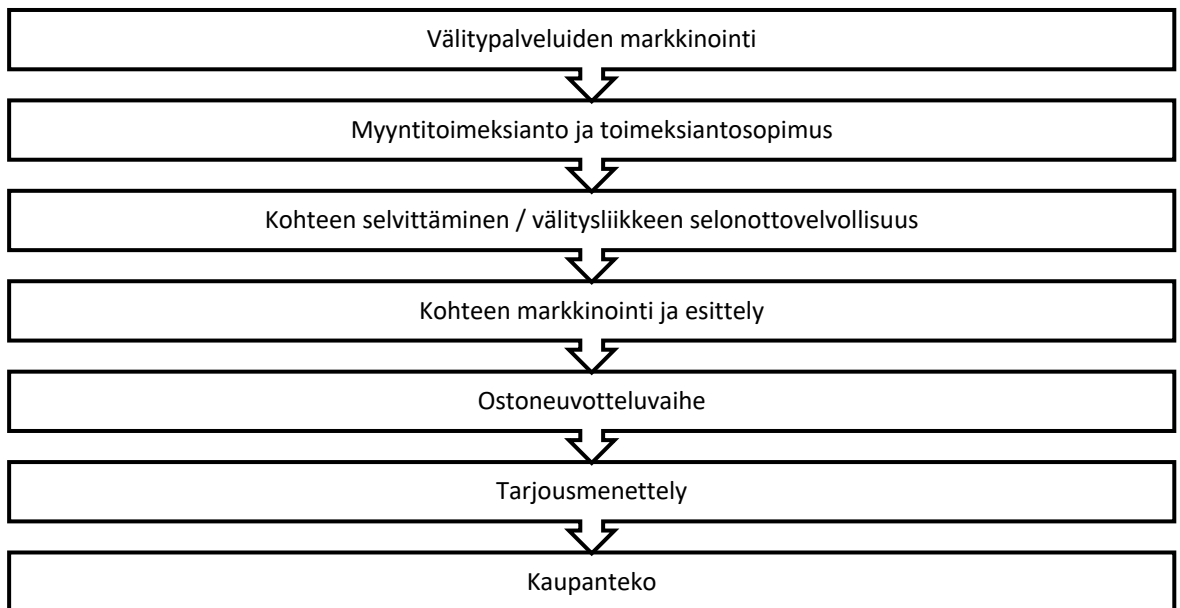 Välitypalveluiden markkinointi
Myyntitoimeksianto ja toimeksiantosopimus
Kohteen selvittäminen / välitysliikkeen selonottovelvollisuus
Kohteen markkinointi ja esittely
Ostoneuvotteluvaihe
Tarjousmenettely
Kaupanteko